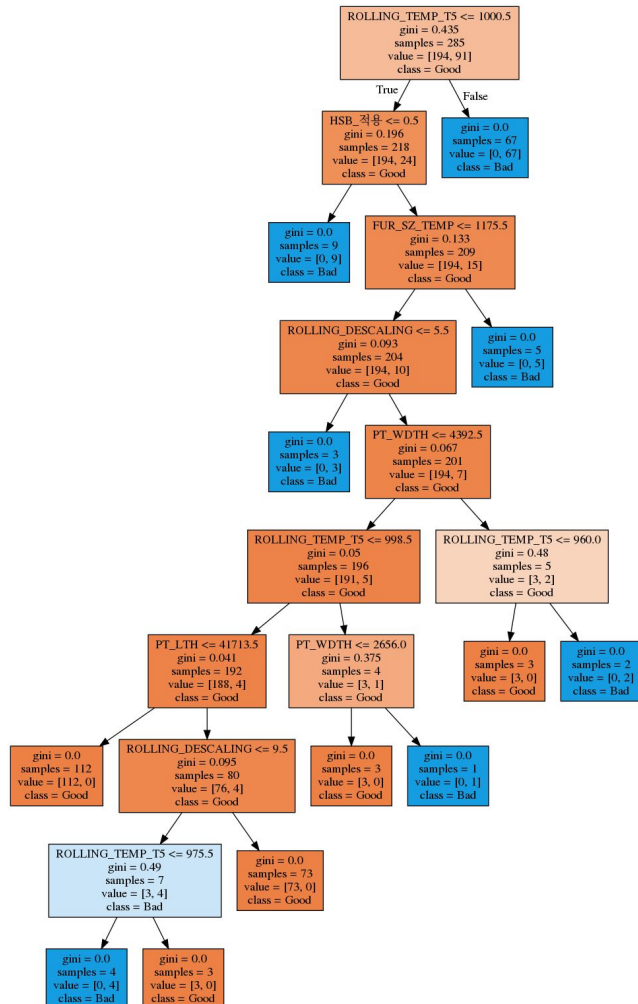 ROLLING_TEMP_T5 <= 1000.5
gini = 0.435
samples = 285
value = [194, 91]
class = Good
True
False
HSB_적용 <= 0.5
gini = 0.196
samples = 218
value = [194, 24]
class = Good
gini = 0.0
samples = 67
value = [0, 67]
class = Bad
gini = 0.0
samples = 9
value = [0, 9]
class = Bad
FUR_SZ_TEMP <= 1175.5
gini = 0.133
samples = 209
value = [194, 15]
class = Good
ROLLING_DESCALING <= 5.5
gini = 0.093
samples = 204
value = [194, 10]
class = Good
gini = 0.0
samples = 5
value = [0, 5]
class = Bad
gini = 0.0
samples = 3
value = [0, 3]
class = Bad
PT_WDTH <= 4392.5
gini = 0.067
samples = 201
value = [194, 7]
class = Good
ROLLING_TEMP_T5 <= 998.5
gini = 0.05
samples = 196
value = [191, 5]
class = Good
ROLLING_TEMP_T5 <= 960.0
gini = 0.48
samples = 5
value = [3, 2]
class = Good
PT_LTH <= 41713.5
gini = 0.041
samples = 192
value = [188, 4]
class = Good
PT_WDTH <= 2656.0
gini = 0.375
samples = 4
value = [3, 1]
class = Good
gini = 0.0
samples = 3
value = [3, 0]
class = Good
gini = 0.0
samples = 2
value = [0, 2]
class = Bad
gini = 0.0
samples = 112
value = [112, 0]
class = Good
ROLLING_DESCALING <= 9.5
gini = 0.095
samples = 80
value = [76, 4]
class = Good
gini = 0.0
samples = 3
value = [3, 0]
class = Good
gini = 0.0
samples = 1
value = [0, 1]
class = Bad
ROLLING_TEMP_T5 <= 975.5
gini = 0.49
samples = 7
value = [3, 4]
class = Bad
gini = 0.0
samples = 73
value = [73, 0]
class = Good
gini = 0.0
samples = 4
value = [0, 4]
class = Bad
gini = 0.0
samples = 3
value = [3, 0]
class = Good